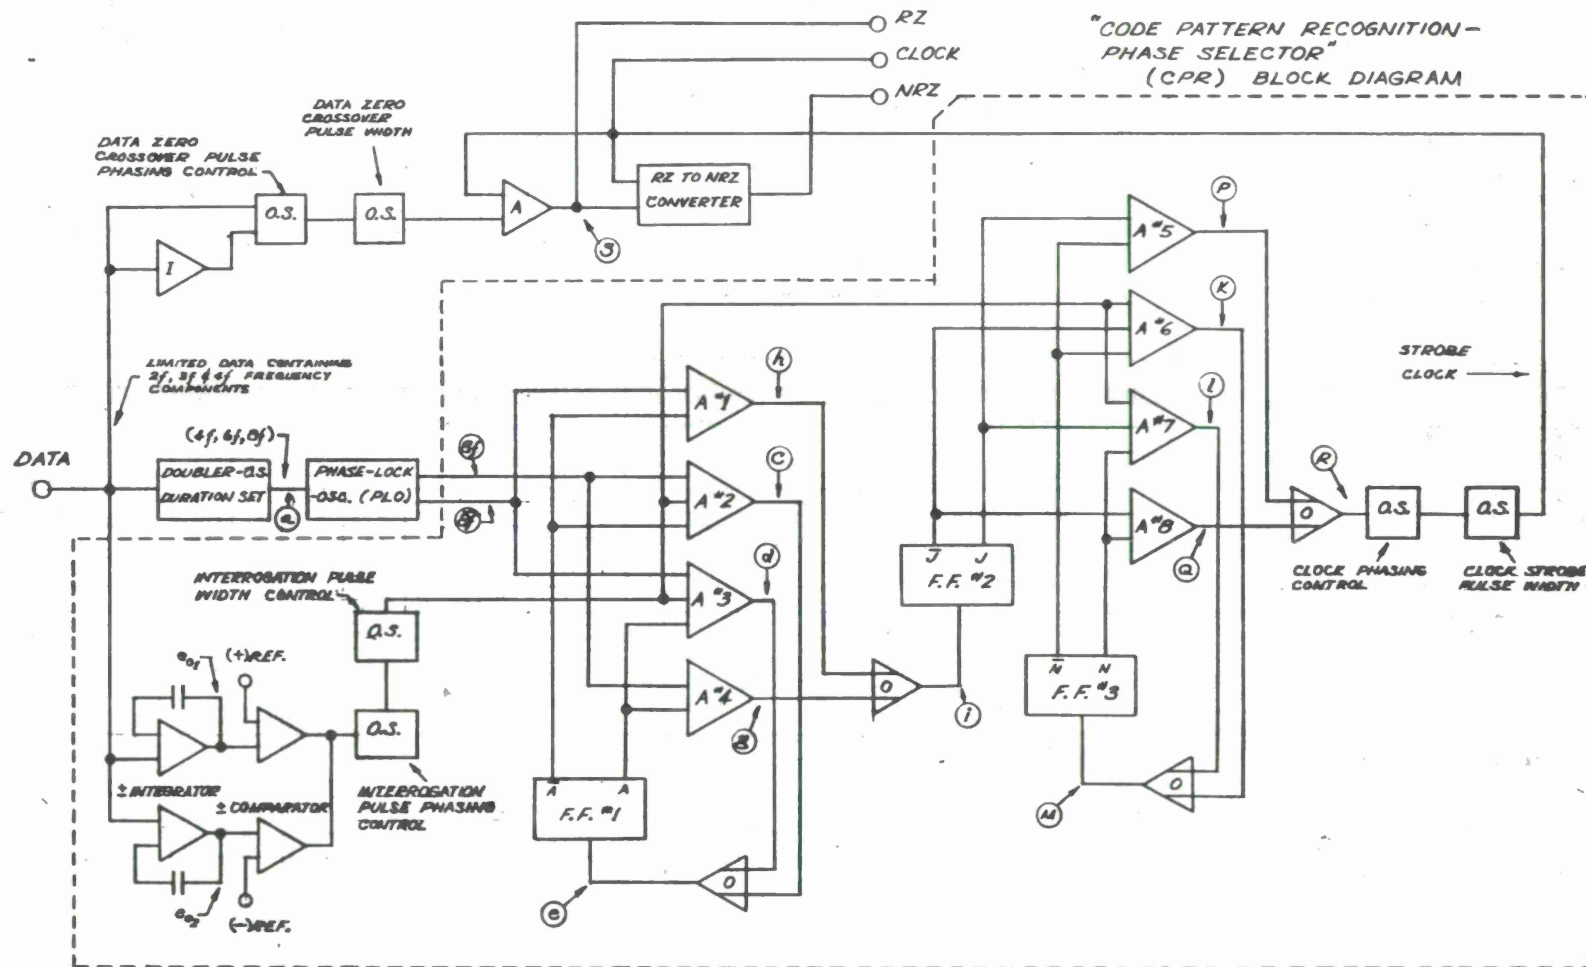 "CODE PATTERN RECOGNITION-
PHASE SELECTOR"
(CPR) BLOCK DIAGRAM
RZ
CLOCK
NRZ
DATA ZERO
CROSSOVER
PULSE WIDTH
DATA ZERO
CROSSOVER PULSE
PHASING CONTROL
O.S.
O.S.
I
A
3
RZ TO NRZ
CONVERTER
LIMITED DATA CONTAINING
2f, 3f & 4f FREQUENCY
COMPONENTS
(4f, 6f, 8f)
DATA
DOUBLER-O.S.
DURATION SET
a
PHASE-LOCK
-OSC. (PLO)
8f
A #1
h
A #2
C
A #3
d
A #4
A #5
P
A #6
K
A #7
l
A #8
Q
STROBE
CLOCK
R
O
O.S.
O.S.
CLOCK PHASING
CONTROL
CLOCK STROBE
PULSE WIDTH
J̅ J
F.F. #2
N̅ N
F.F. #3
O
i
O
M
INTERROGATION PULSE
WIDTH CONTROL
O.S.
O.S.
INTERROGATION
PULSE PHASING
CONTROL
e01
(+)REF.
± INTEGRATOR
± COMPARATOR
e02
(-)REF.
A̅ A
F.F. #1
O
e